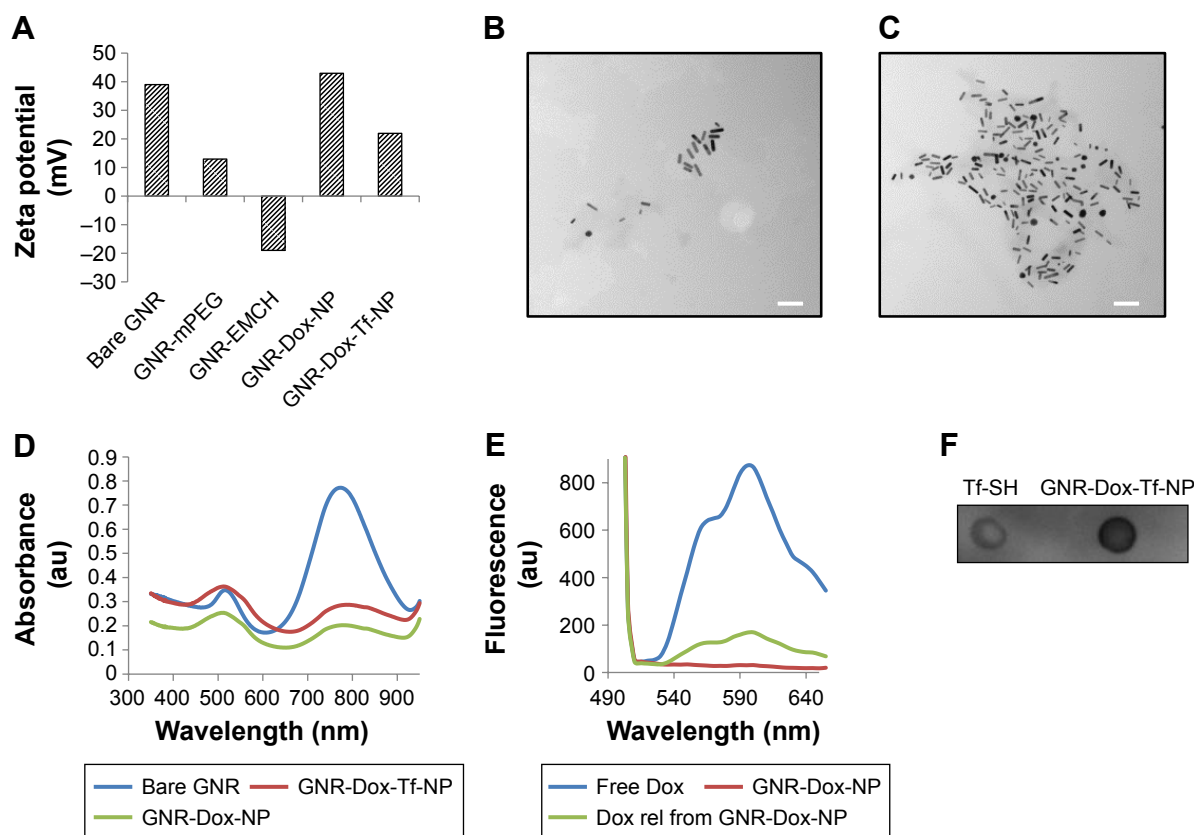 A
Zeta potential
(mV)
50
40
30
20
10
0
–10
–20
–30
Bare GNR
GNR-mPEG
GNR-EMCH
GNR-Dox-NP
GNR-Dox-Tf-NP
B
C
D
Absorbance
(au)
0.9
0.8
0.7
0.6
0.5
0.4
0.3
0.2
0.1
0
300 400 500 600 700 800 900
Wavelength (nm)
Bare GNR GNR-Dox-Tf-NP
GNR-Dox-NP
E
Fluorescence
(au)
800
600
400
200
0
490 540 590 640
Wavelength (nm)
Free Dox GNR-Dox-NP
Dox rel from GNR-Dox-NP
F
Tf-SH GNR-Dox-Tf-NP